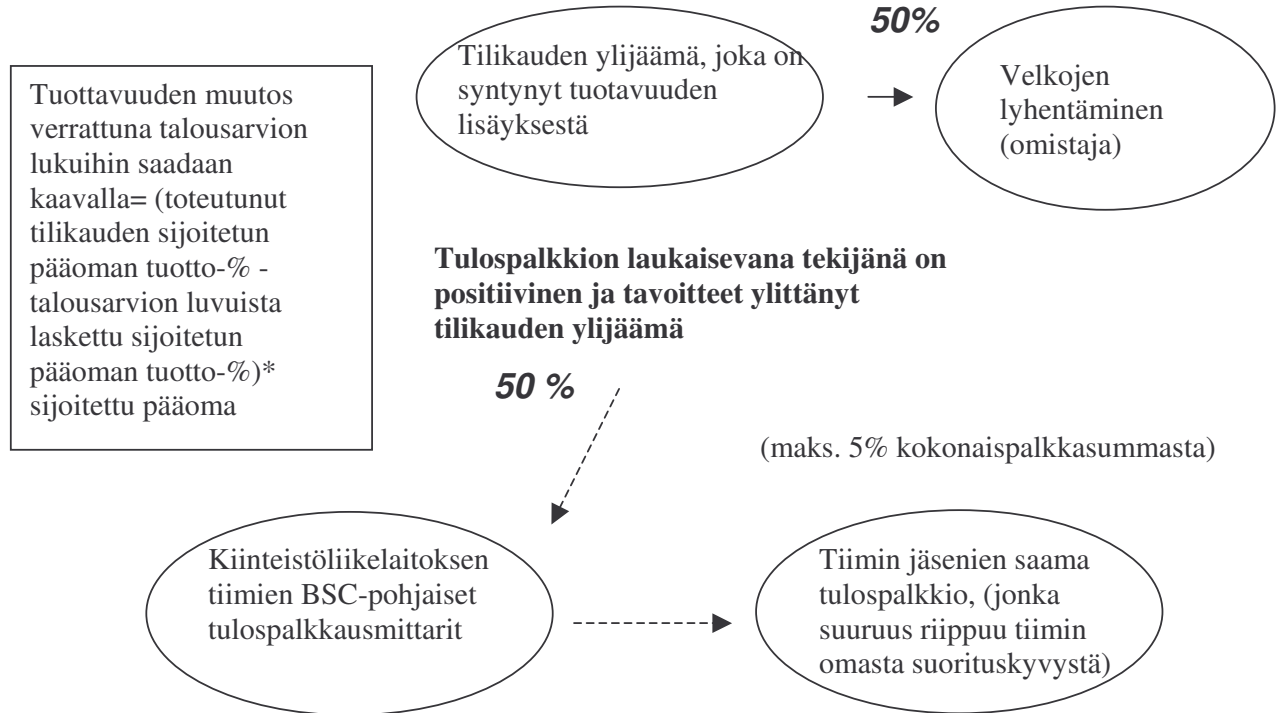 50%
Tilikauden ylijäämä, joka on
syntynyt tuotavuuden
lisäyksestä
Velkojen
lyhentäminen
(omistaja)
Tuottavuuden muutos
verrattuna talousarvion
lukuihin saadaan
kaavalla= (toteutunut
tilikauden sijoitetun
pääoman tuotto-% -
talousarvion luvuista
laskettu sijoitetun
pääoman tuotto-%)*
sijoitettu pääoma
Tulospalkkion laukaisevana tekijänä on
positiivinen ja tavoitteet ylittänyt
tilikauden ylijäämä
50 %
(maks. 5% kokonaispalkkasummasta)
Kiinteistöliikelaitoksen
tiimien BSC-pohjaiset
tulospalkkausmittarit
Tiimin jäsenien saama
tulospalkkio, (jonka
suuruus riippuu tiimin
omasta suorituskyvystä)